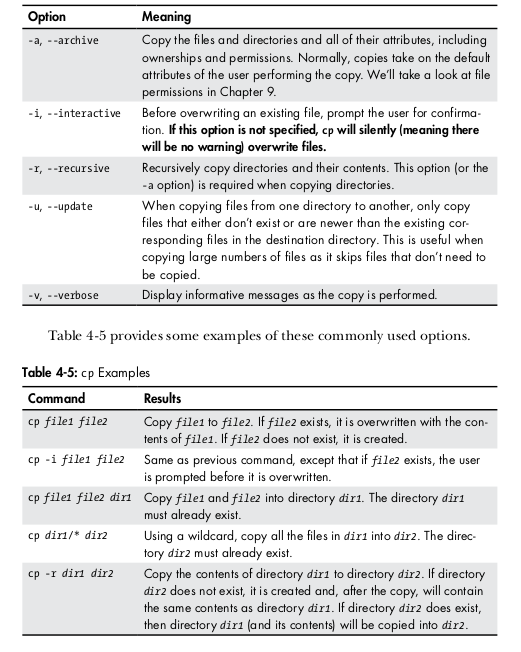 Option Meaning
-a, --archive Copy the files and directories and all of their attributes, including
ownerships and permissions. Normally, copies take on the default
attributes of the user performing the copy. We’ll take a look at file
permissions in Chapter 9.
-i, --interactive Before overwriting an existing file, prompt the user for confirma-
tion. If this option is not specified, cp will silently (meaning there
will be no warning) overwrite files.
-r, --recursive Recursively copy directories and their contents. This option (or the
-a option) is required when copying directories.
-u, --update When copying files from one directory to another, only copy
files that either don’t exist or are newer than the existing cor-
responding files in the destination directory. This is useful when
copying large numbers of files as it skips files that don’t need to
be copied.
-v, --verbose Display informative messages as the copy is performed.
Table 4-5 provides some examples of these commonly used options.
Table 4-5: cp Examples
Command Results
cp file1 file2 Copy file1 to file2. If file2 exists, it is overwritten with the con-
tents of file1. If file2 does not exist, it is created.
cp -i file1 file2 Same as previous command, except that if file2 exists, the user
is prompted before it is overwritten.
cp file1 file2 dir1 Copy file1 and file2 into directory dir1. The directory dir1
must already exist.
cp dir1/* dir2 Using a wildcard, copy all the files in dir1 into dir2. The direc-
tory dir2 must already exist.
cp -r dir1 dir2 Copy the contents of directory dir1 to directory dir2. If directory
dir2 does not exist, it is created and, after the copy, will contain
the same contents as directory dir1. If directory dir2 does exist,
then directory dir1 (and its contents) will be copied into dir2.